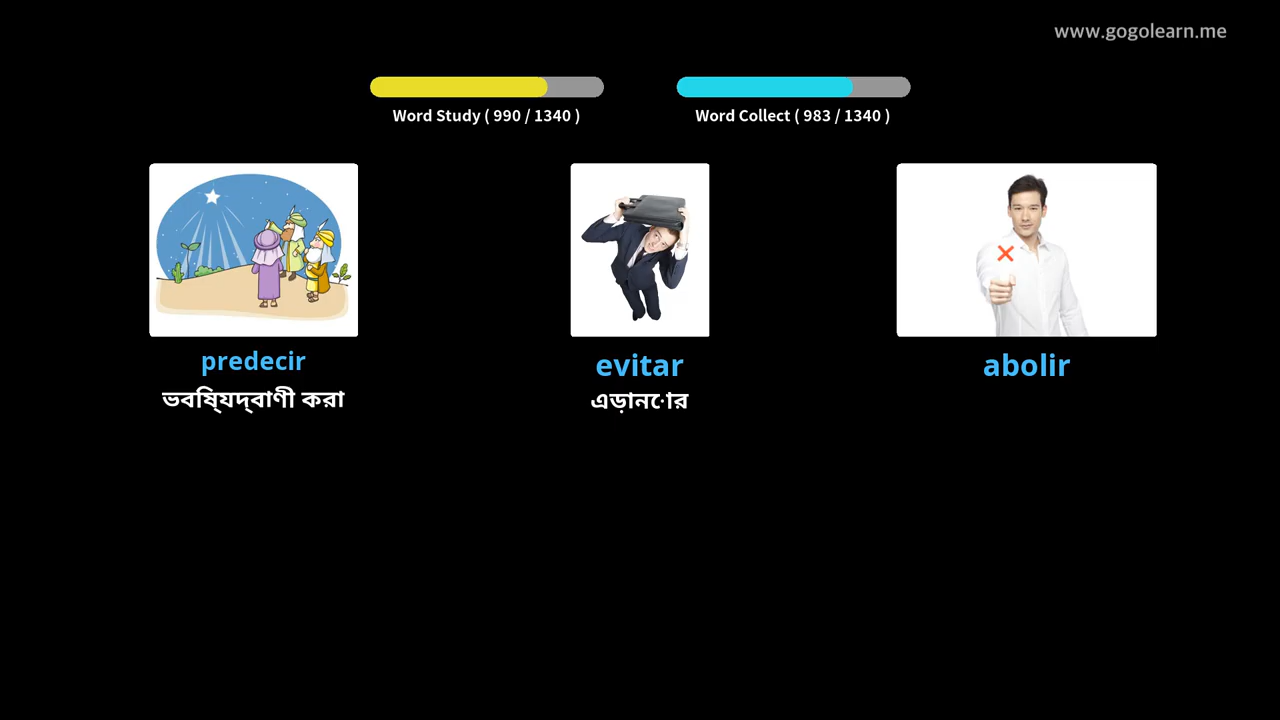 www.gogolearn.me
Word Study ( 990 / 1340 )
Word Collect ( 983 / 1340 )
predecir
ভবিষ্যদ্বাণী করা
evitar
এড়ানোর
abolir